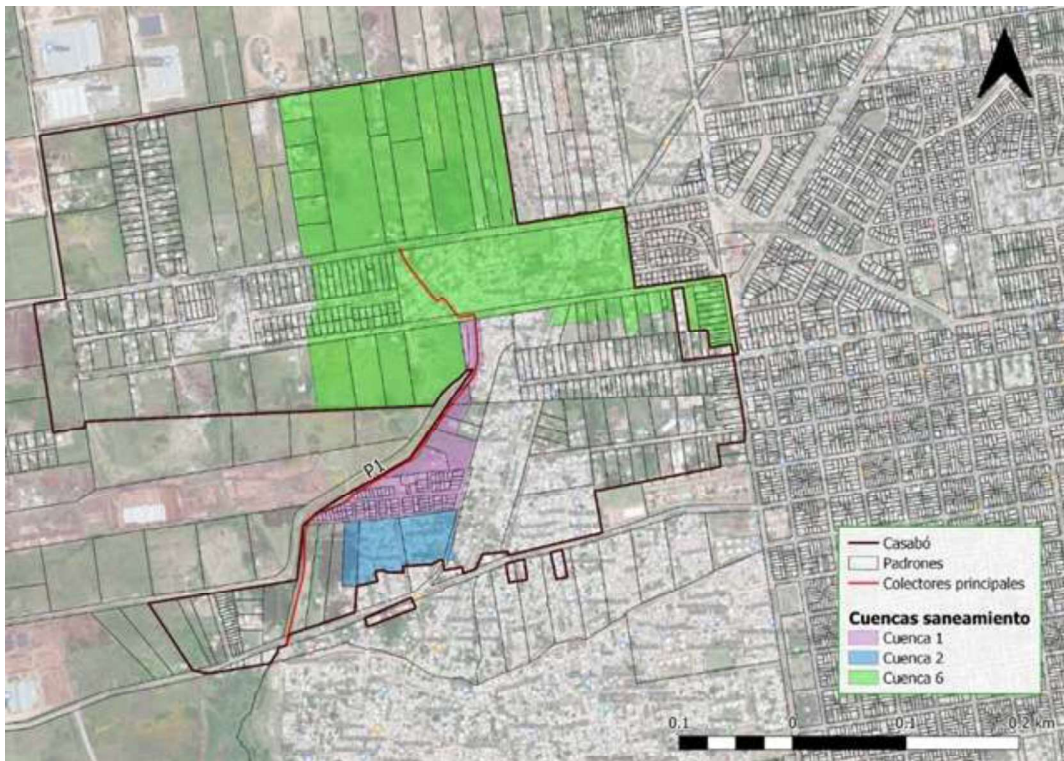 P1
Casabó
Padrones
Colectores principales
Cuencas saneamiento
Cuenca 1
Cuenca 2
Cuenca 6
0.1 0 0.1 0.2 km